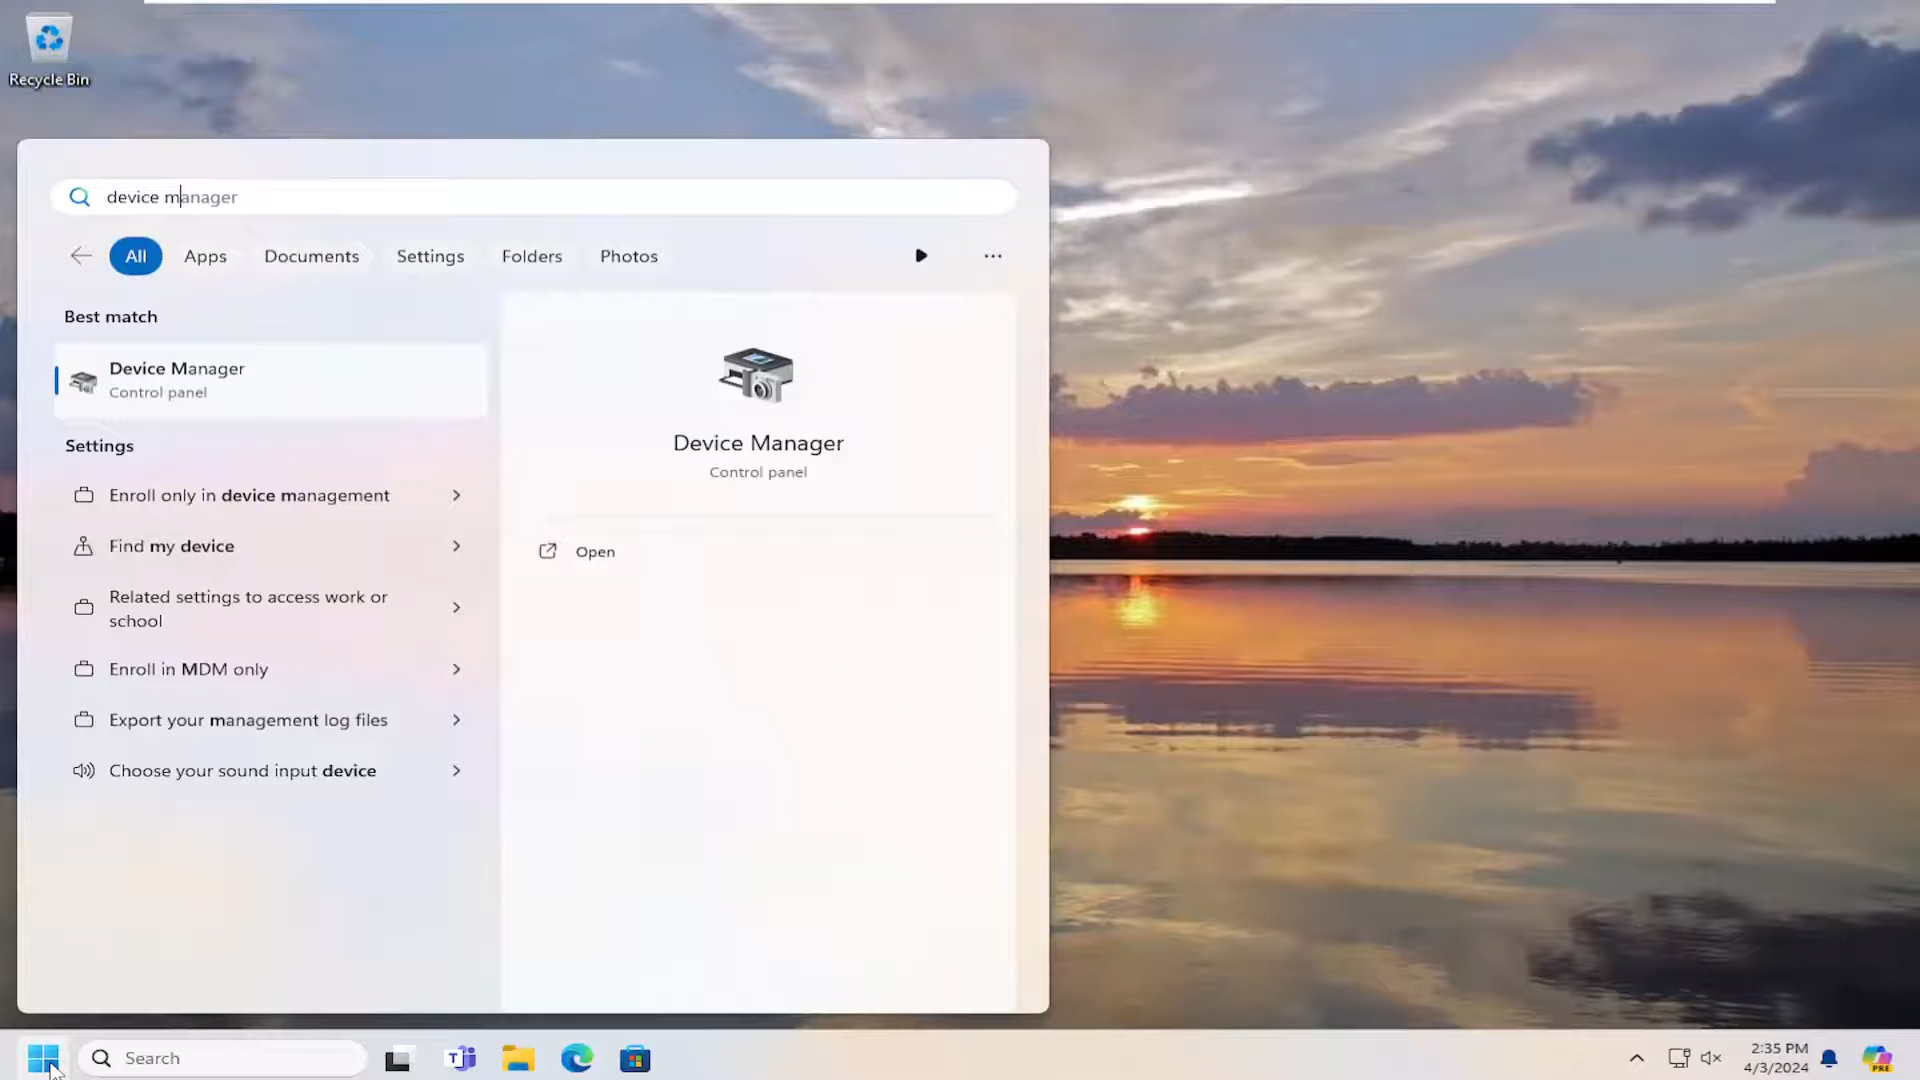 Recycle Bin
device manager
All Apps Documents Settings Folders Photos
Best match
Device Manager
Control panel
Settings
Enroll only in device management
Find my device
Related settings to access work or
school
Enroll in MDM only
Export your management log files
Choose your sound input device
Device Manager
Control panel
Open
Search
2:35 PM
4/3/2024
PRE